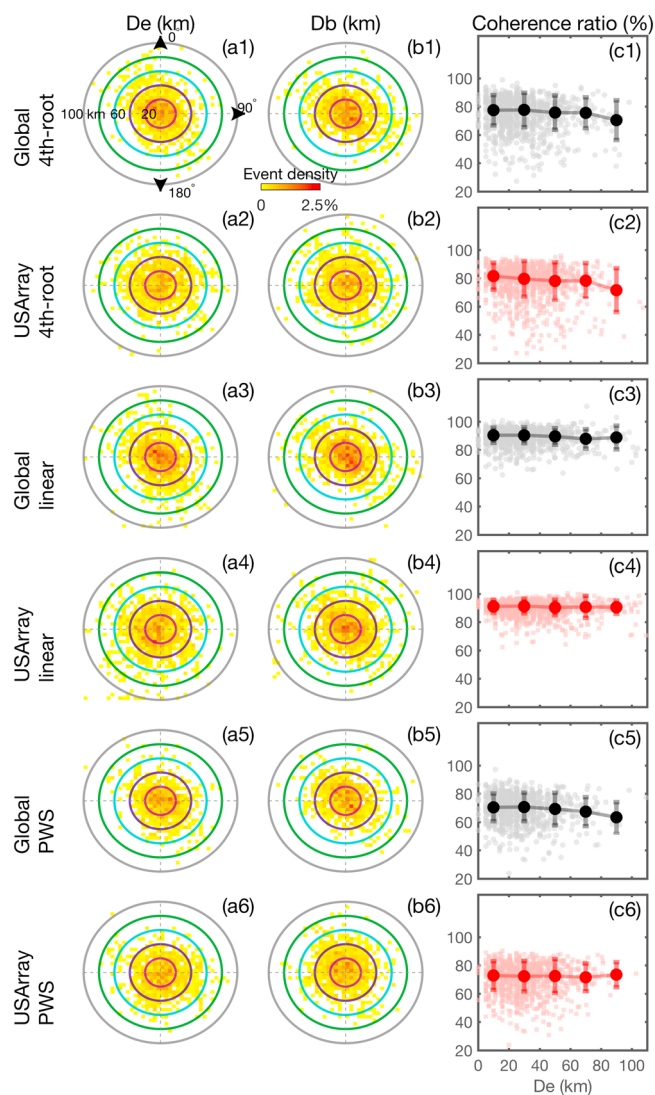 De (km)
Db (km)
Coherence ratio (%)
0°
(a1)
(b1)
(c1)
90°
100 km 60 20
180°
Event density
0 2.5%
Global
4th-root
100
80
60
40
20
(a2)
(b2)
(c2)
USArray
4th-root
100
80
60
40
20
(a3)
(b3)
(c3)
Global
linear
100
80
60
40
20
(a4)
(b4)
(c4)
USArray
linear
100
80
60
40
20
(a5)
(b5)
(c5)
Global
PWS
100
80
60
40
20
(a6)
(b6)
(c6)
USArray
PWS
100
80
60
40
20
0 20 40 60 80 100
De (km)